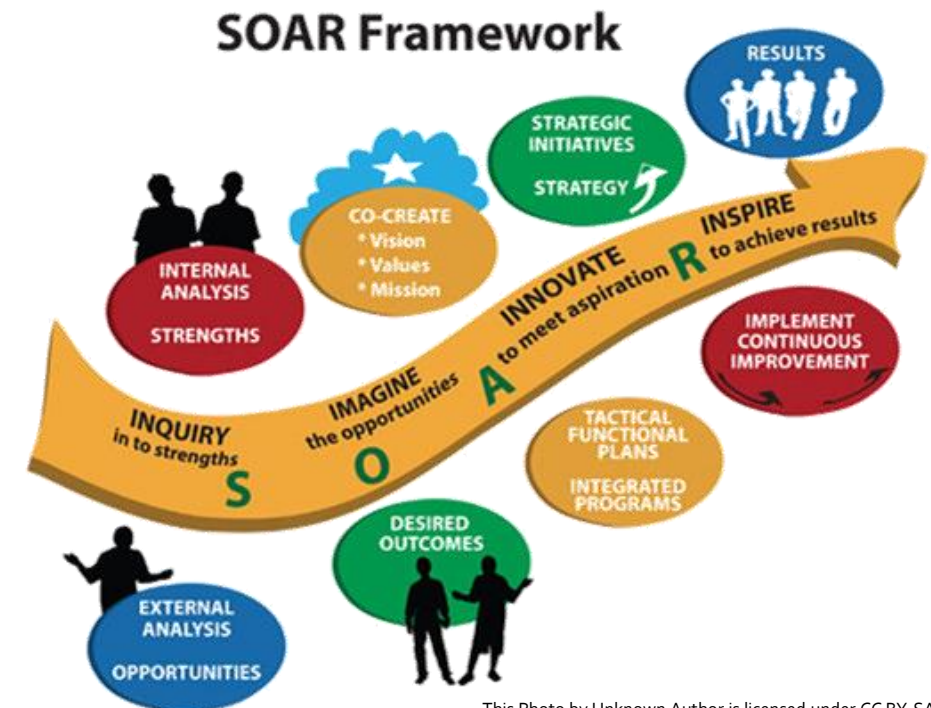 SOAR Framework
RESULTS
STRATEGIC
INITIATIVES
STRATEGY
CO-CREATE
* Vision
* Values
* Mission
INTERNAL
ANALYSIS
STRENGTHS
INQUIRY
in to strengths
S
IMAGINE
the opportunities
O
INNOVATE
to meet aspiration
A
INSPIRE
to achieve results
R
IMPLEMENT
CONTINUOUS
IMPROVEMENT
TACTICAL
FUNCTIONAL
PLANS
INTEGRATED
PROGRAMS
DESIRED
OUTCOMES
EXTERNAL
ANALYSIS
OPPORTUNITIES
This Photo by Unknown Author is licensed under CC BY-SA